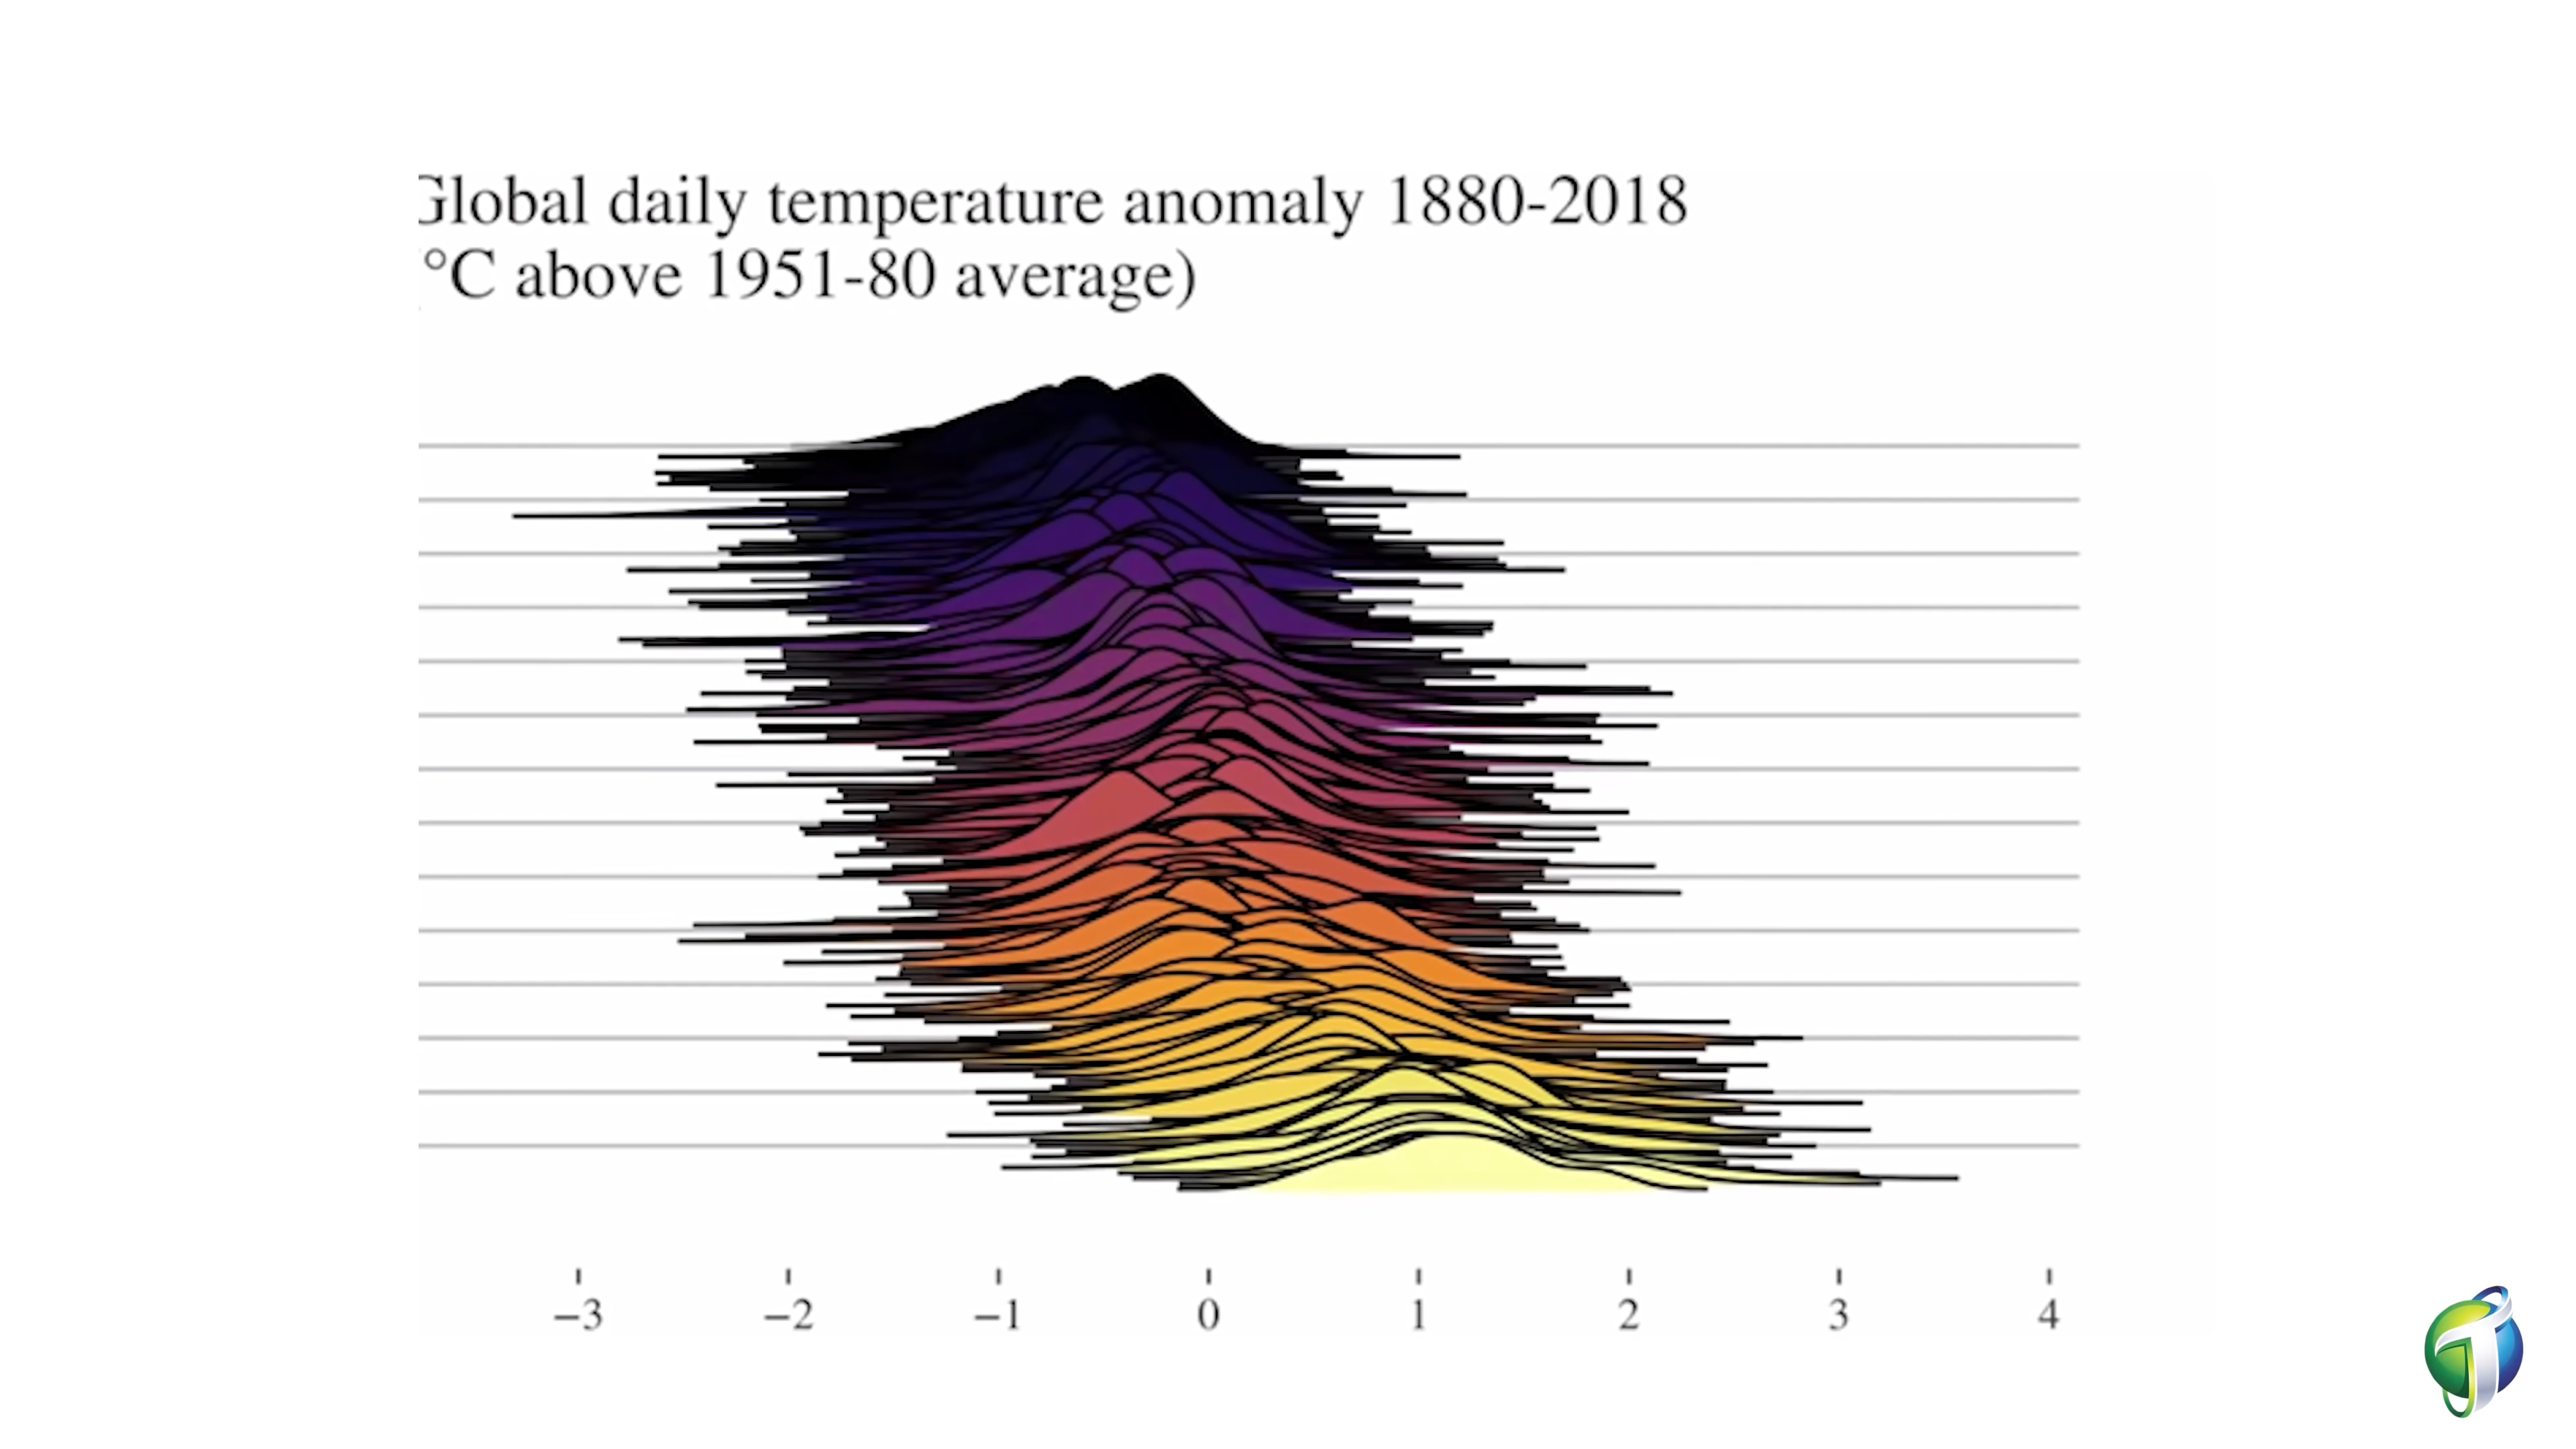 Global daily temperature anomaly 1880-2018
°C above 1951-80 average)
−3 −2 −1 0 1 2 3 4